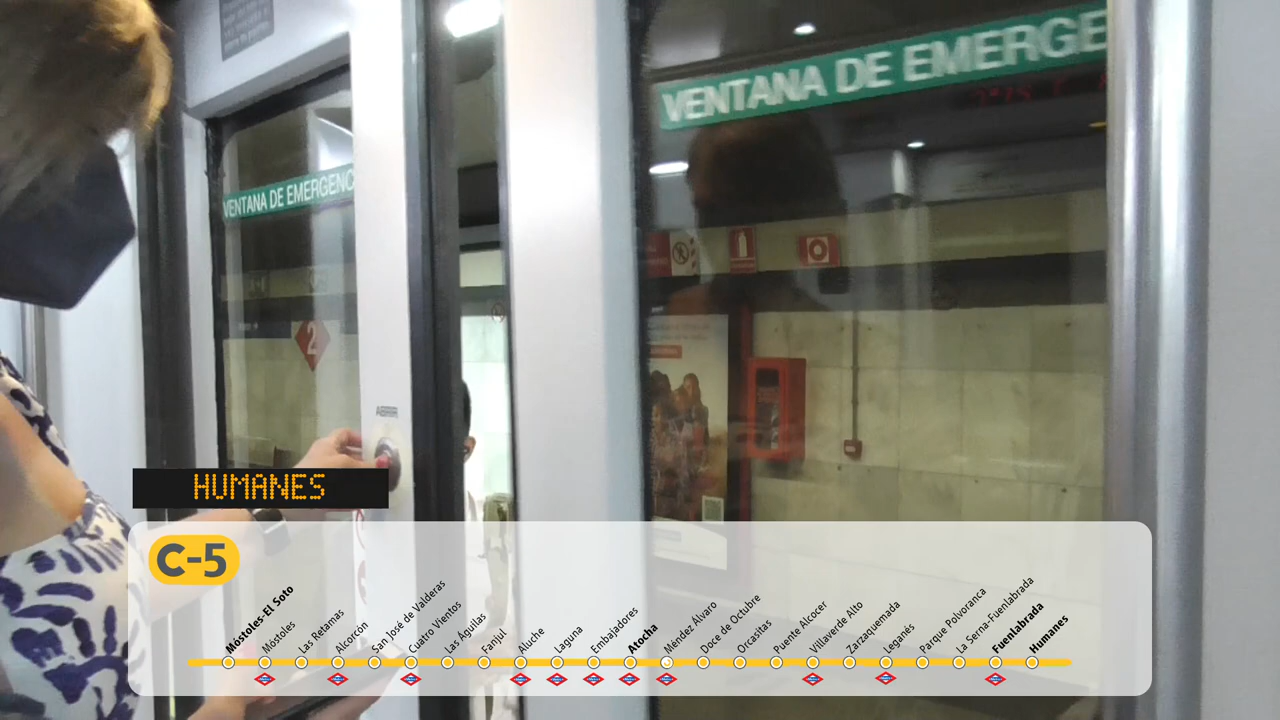 VENTANA DE EMERGE
VENTANA DE EMERGENC
2
ABRIR
HUMANES
C-5
Móstoles-El Soto
Móstoles
Las Retamas
Alcorcón
San José de Valderas
Cuatro Vientos
Las Águilas
Fanjul
Aluche
Laguna
Embajadores
Atocha
Méndez Álvaro
Doce de Octubre
Orcasitas
Puente Alcocer
Villaverde Alto
Zarzaquemada
Leganés
Parque Polvoranca
La Serna-Fuenlabrada
Fuenlabrada
Humanes